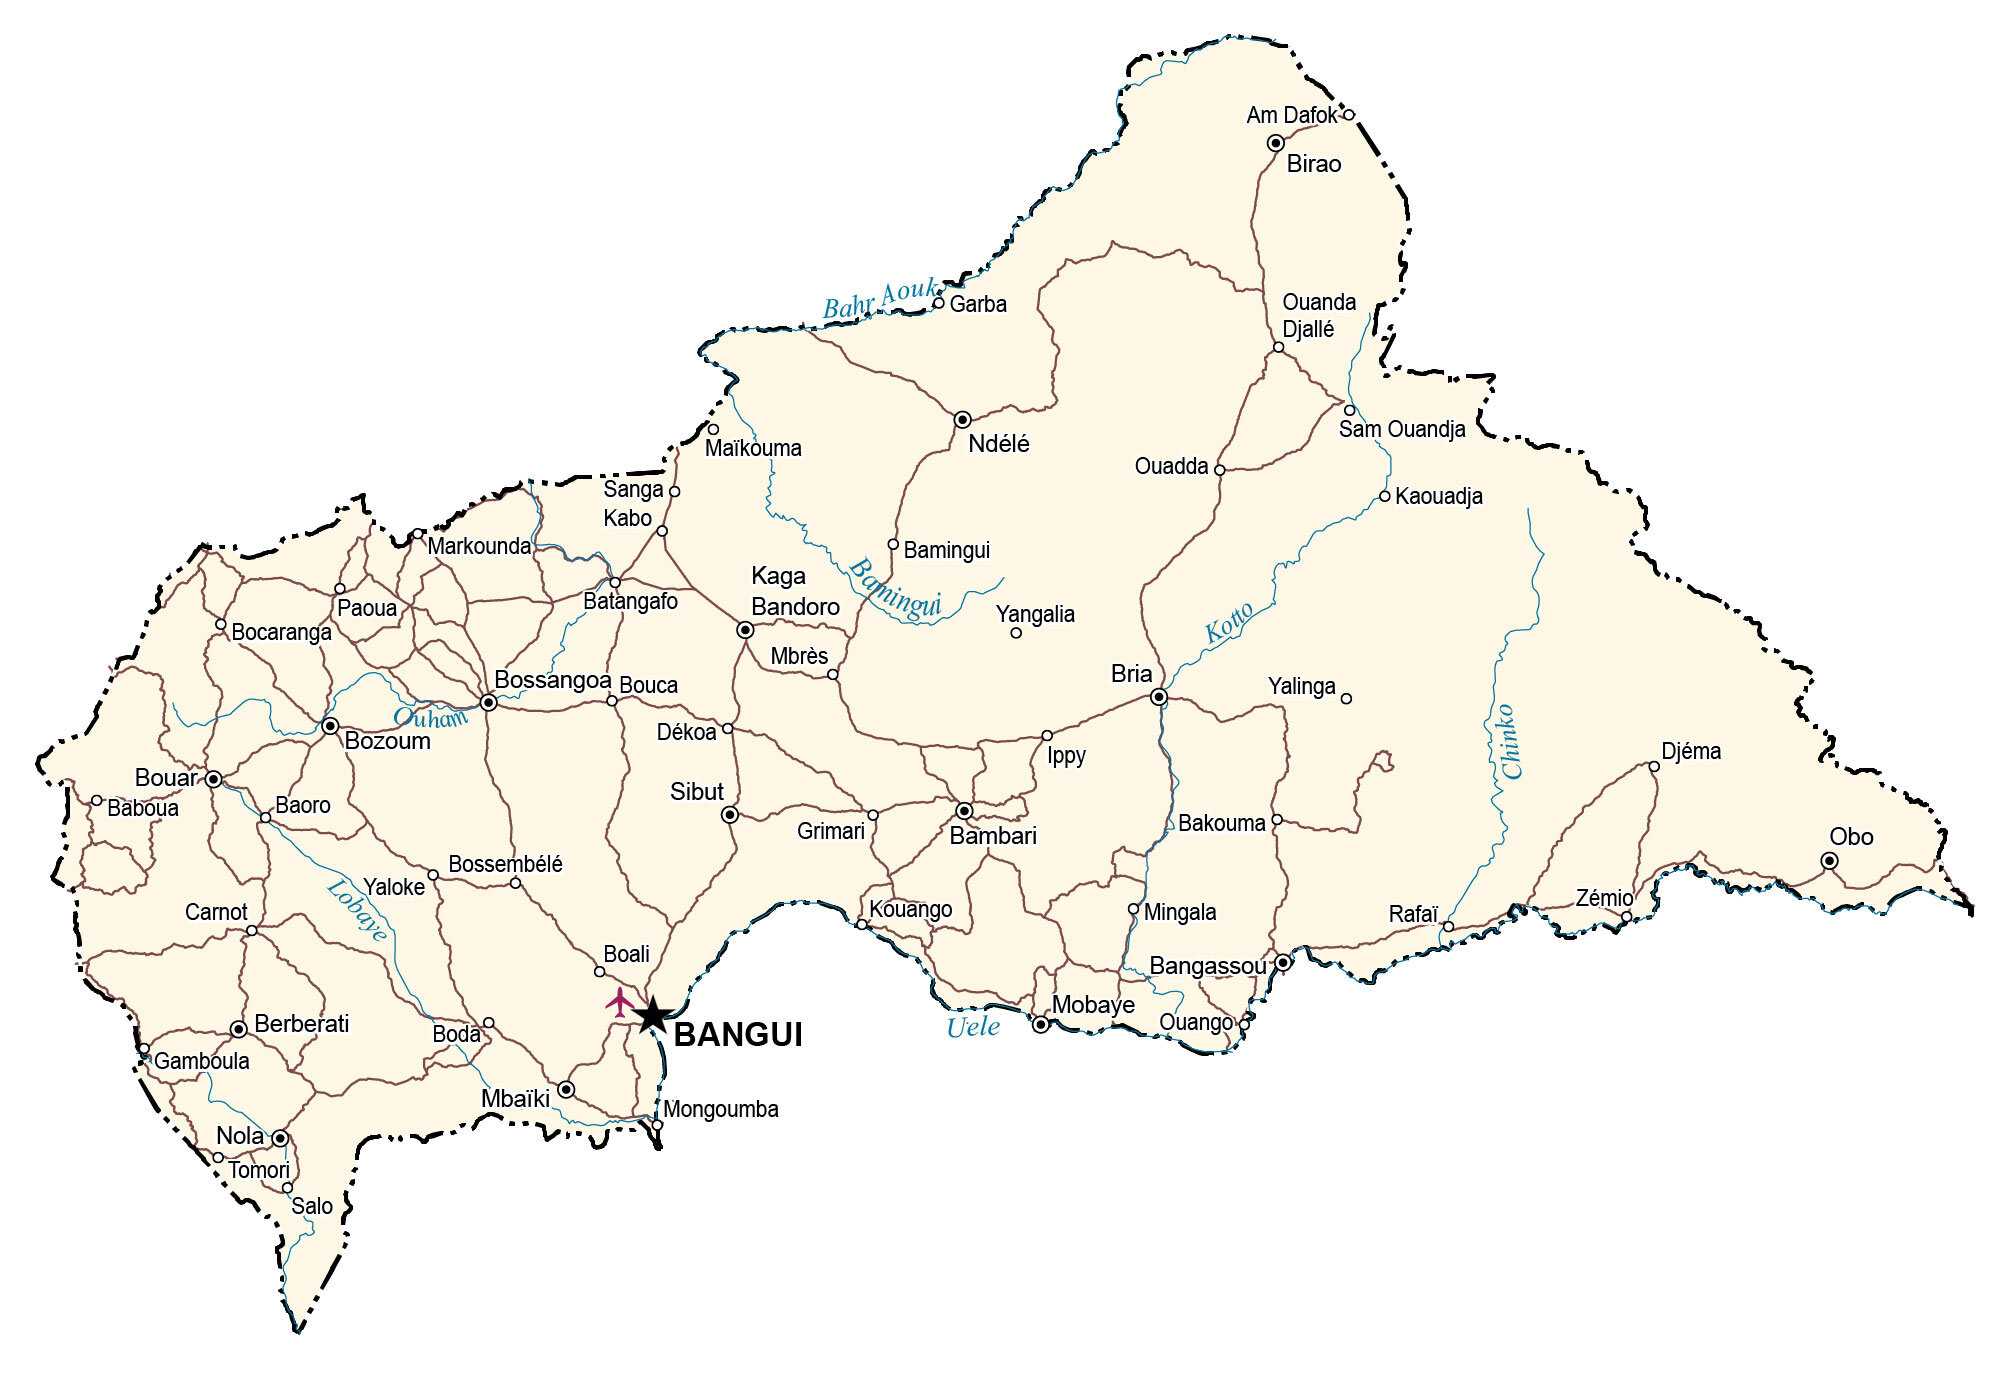 Am Dafok
Birao
Bahr Aouk
Garba
Ouanda
Djallé
Ndélé
Sam Ouandja
Maïkouma
Ouadda
Sanga
Kaouadja
Kabo
Markounda
Bamingui
Kaga
Bandoro
Bamingui
Batangafo
Paoua
Yangalia
Kotto
Bocaranga
Mbrès
Bria
Bossangoa
Bouca
Yalinga
Ouham
Dékoa
Chinko
Bozoum
Ippy
Djéma
Bouar
Sibut
Baboua
Baoro
Grimari
Bambari
Bakouma
Obo
Bossembélé
Yaloke
Lobaye
Carnot
Kouango
Mingala
Rafaï
Zémio
Boali
Bangassou
Mobaye
Berberati
Boda
BANGUI
Uele
Ouango
Gamboula
Mbaïki
Mongoumba
Nola
Tomori
Salo